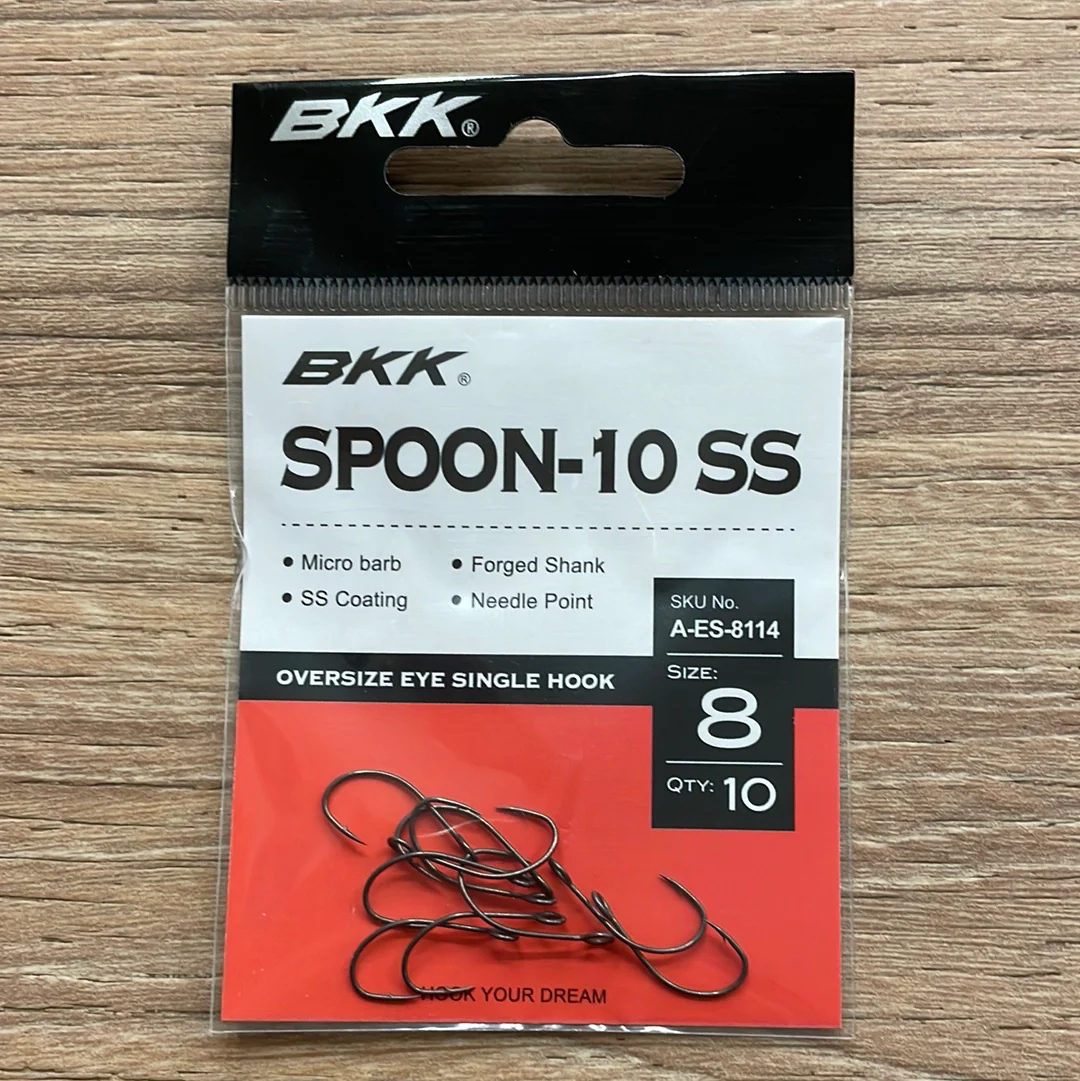 BKK®
BKK®
SPOON-10 SS
• Micro barb • Forged Shank
• SS Coating • Needle Point
SKU No.
A-ES-8114
OVERSIZE EYE SINGLE HOOK
SIZE:
8
QTY: 10
HOOK YOUR DREAM